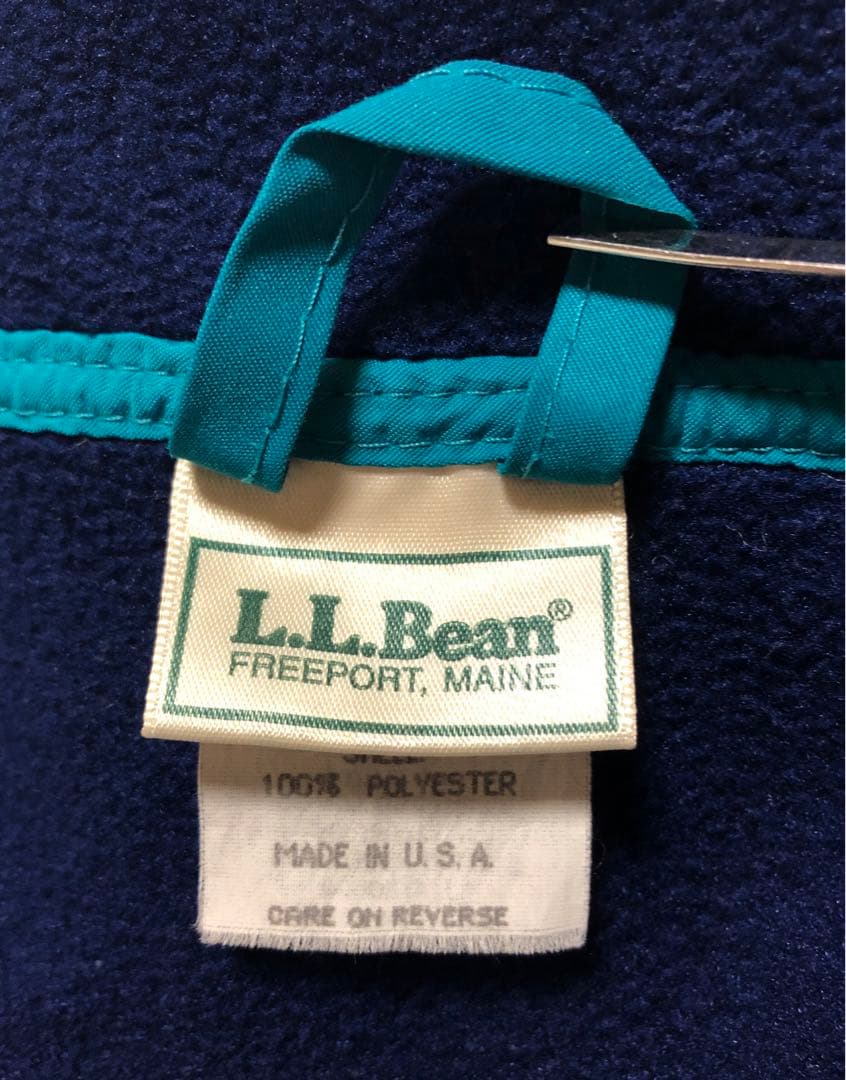 L.L.Bean®
FREEPORT, MAINE
100% POLYESTER
MADE IN U.S.A.
CARE ON REVERSE